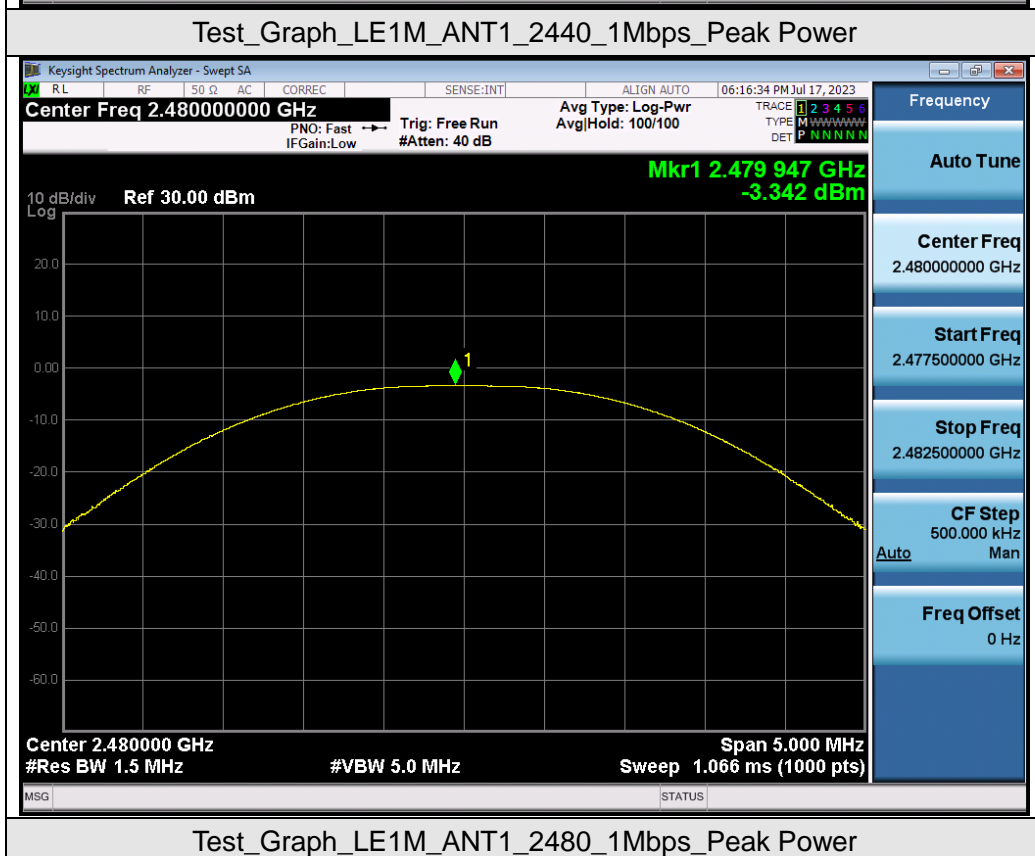 Test_Graph_LE1M_ANT1_2440_1Mbps_Peak Power
Keysight Spectrum Analyzer - Swept SA
LXI RL RF 50 Ω AC CORREC SENSE:INT ALIGN AUTO 06:16:34 PM Jul 17, 2023
Center Freq 2.480000000 GHz
PNO: Fast
IFGain:Low
Trig: Free Run
#Atten: 40 dB
Avg Type: Log-Pwr
Avg|Hold: 100/100
TRACE 1 2 3 4 5 6
TYPE M WWWWW
DET P N N N N N
Mkr1 2.479 947 GHz
-3.342 dBm
10 dB/div Ref 30.00 dBm
Log
20.0
10.0
0.00
-10.0
-20.0
-30.0
-40.0
-50.0
-60.0
1
Center 2.480000 GHz Span 5.000 MHz
#Res BW 1.5 MHz #VBW 5.0 MHz Sweep 1.066 ms (1000 pts)
MSG STATUS
Frequency
Auto Tune
Center Freq
2.480000000 GHz
Start Freq
2.477500000 GHz
Stop Freq
2.482500000 GHz
CF Step
500.000 kHz
Auto Man
Freq Offset
0 Hz
Test_Graph_LE1M_ANT1_2480_1Mbps_Peak Power